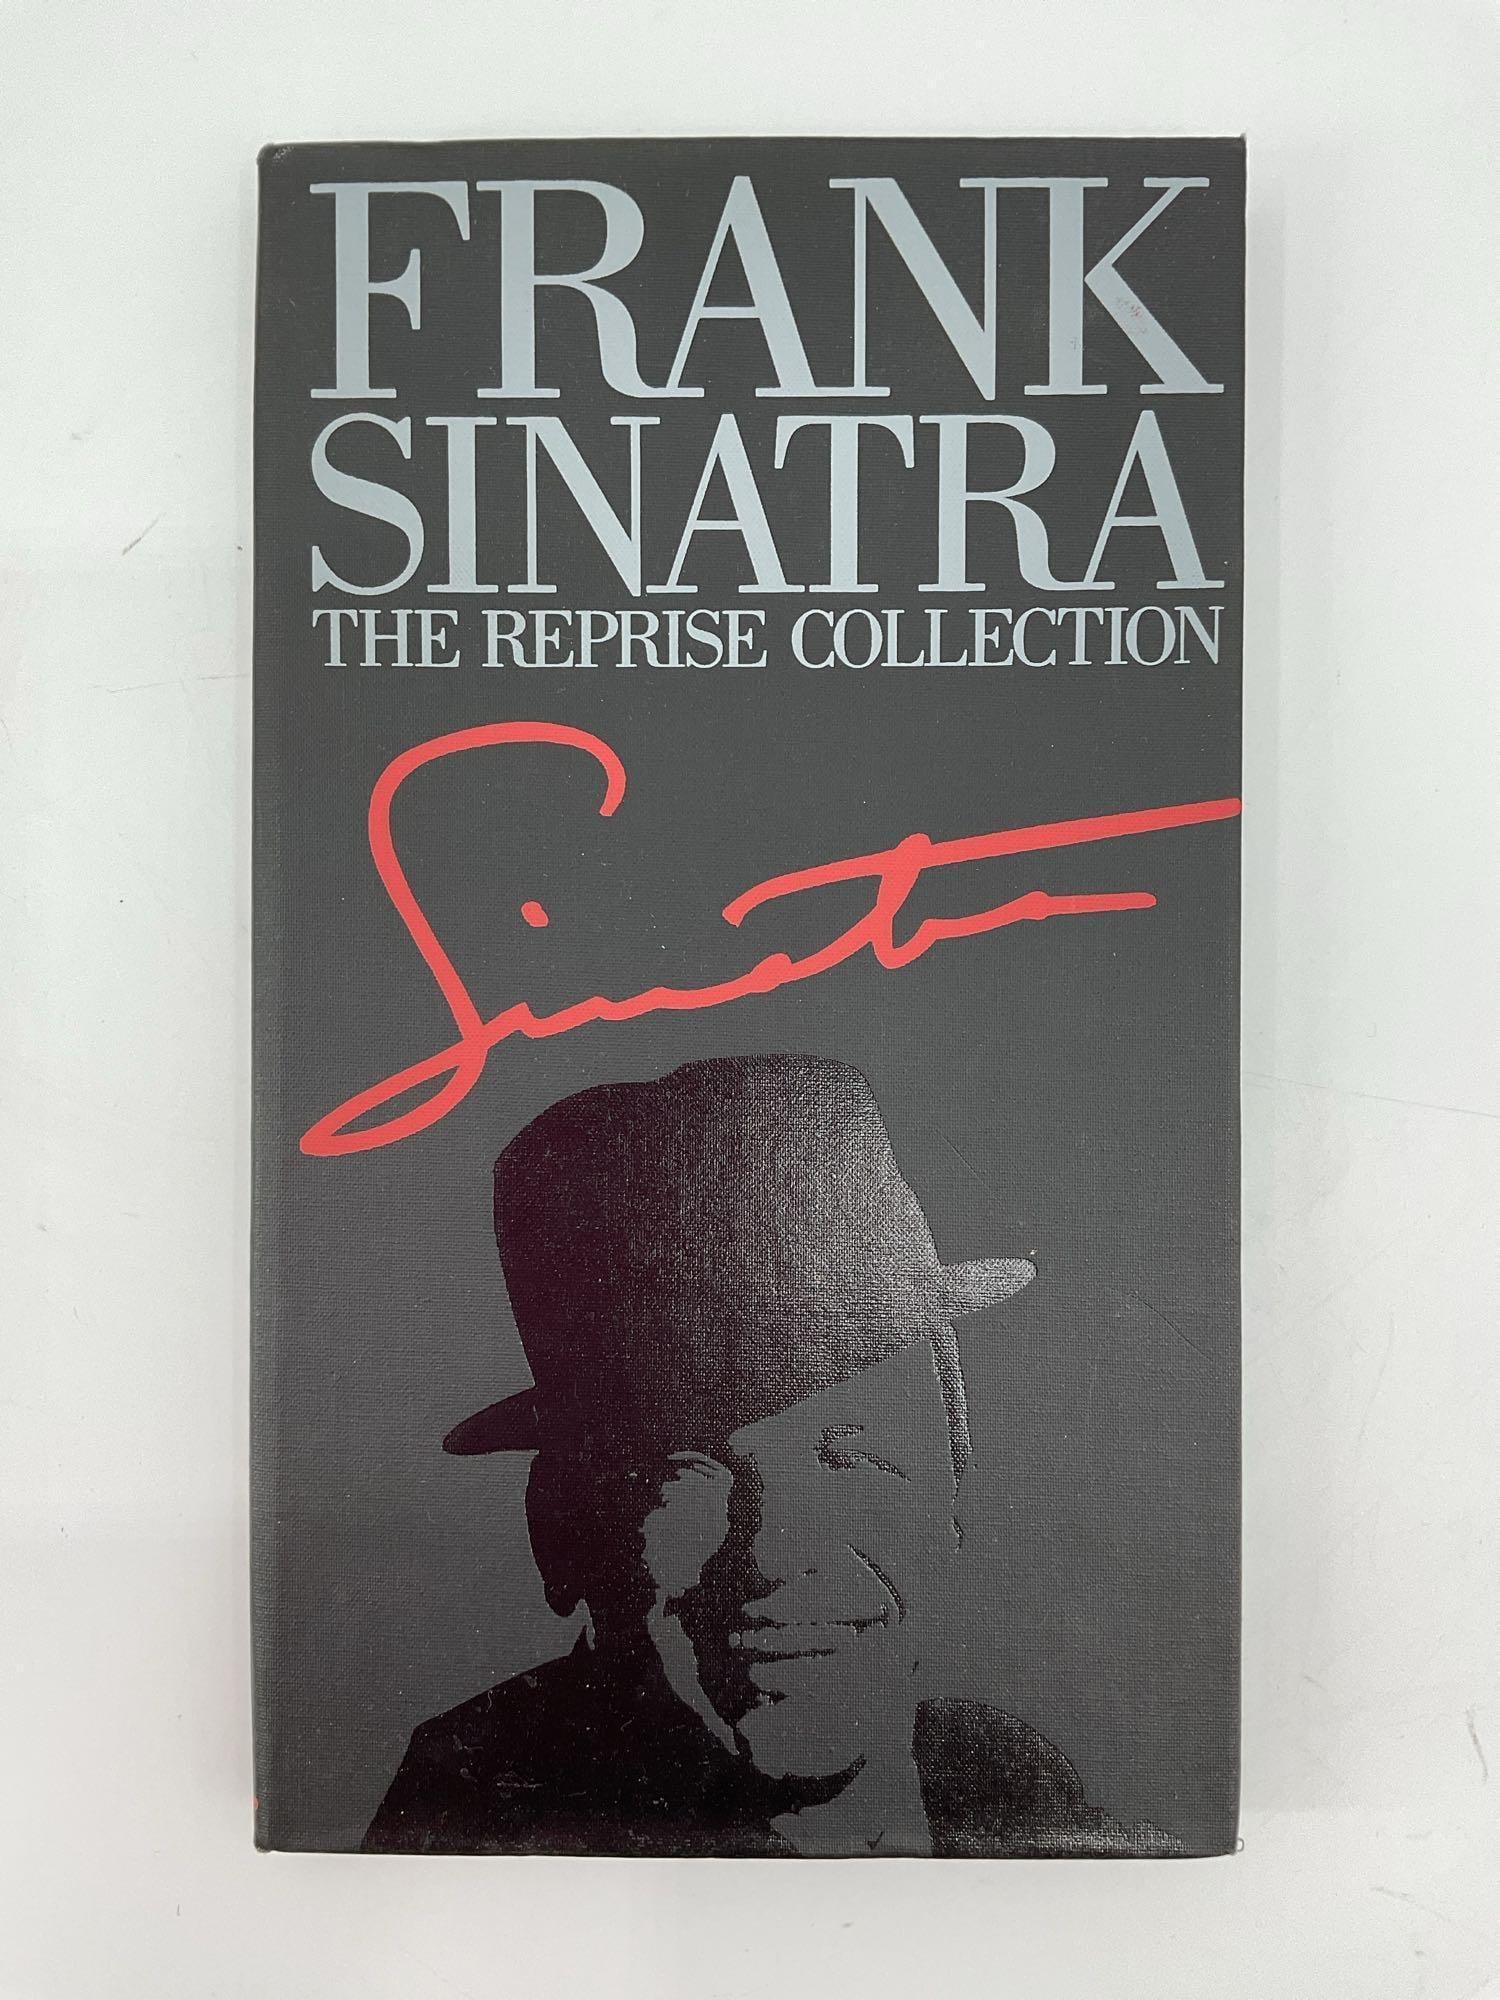 FRANK
SINATRA
THE REPRISE COLLECTION
Sinatra